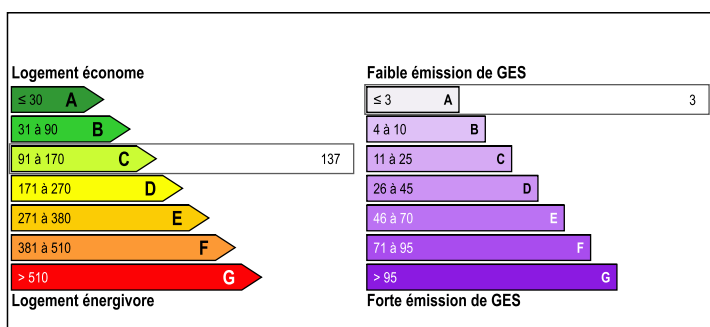 Logement économe
≤ 30 A
31 à 90 B
91 à 170 C 137
171 à 270 D
271 à 380 E
381 à 510 F
> 510 G
Logement énergivore
Faible émission de GES
≤ 3 A 3
4 à 10 B
11 à 25 C
26 à 45 D
46 à 70 E
71 à 95 F
> 95 G
Forte émission de GES